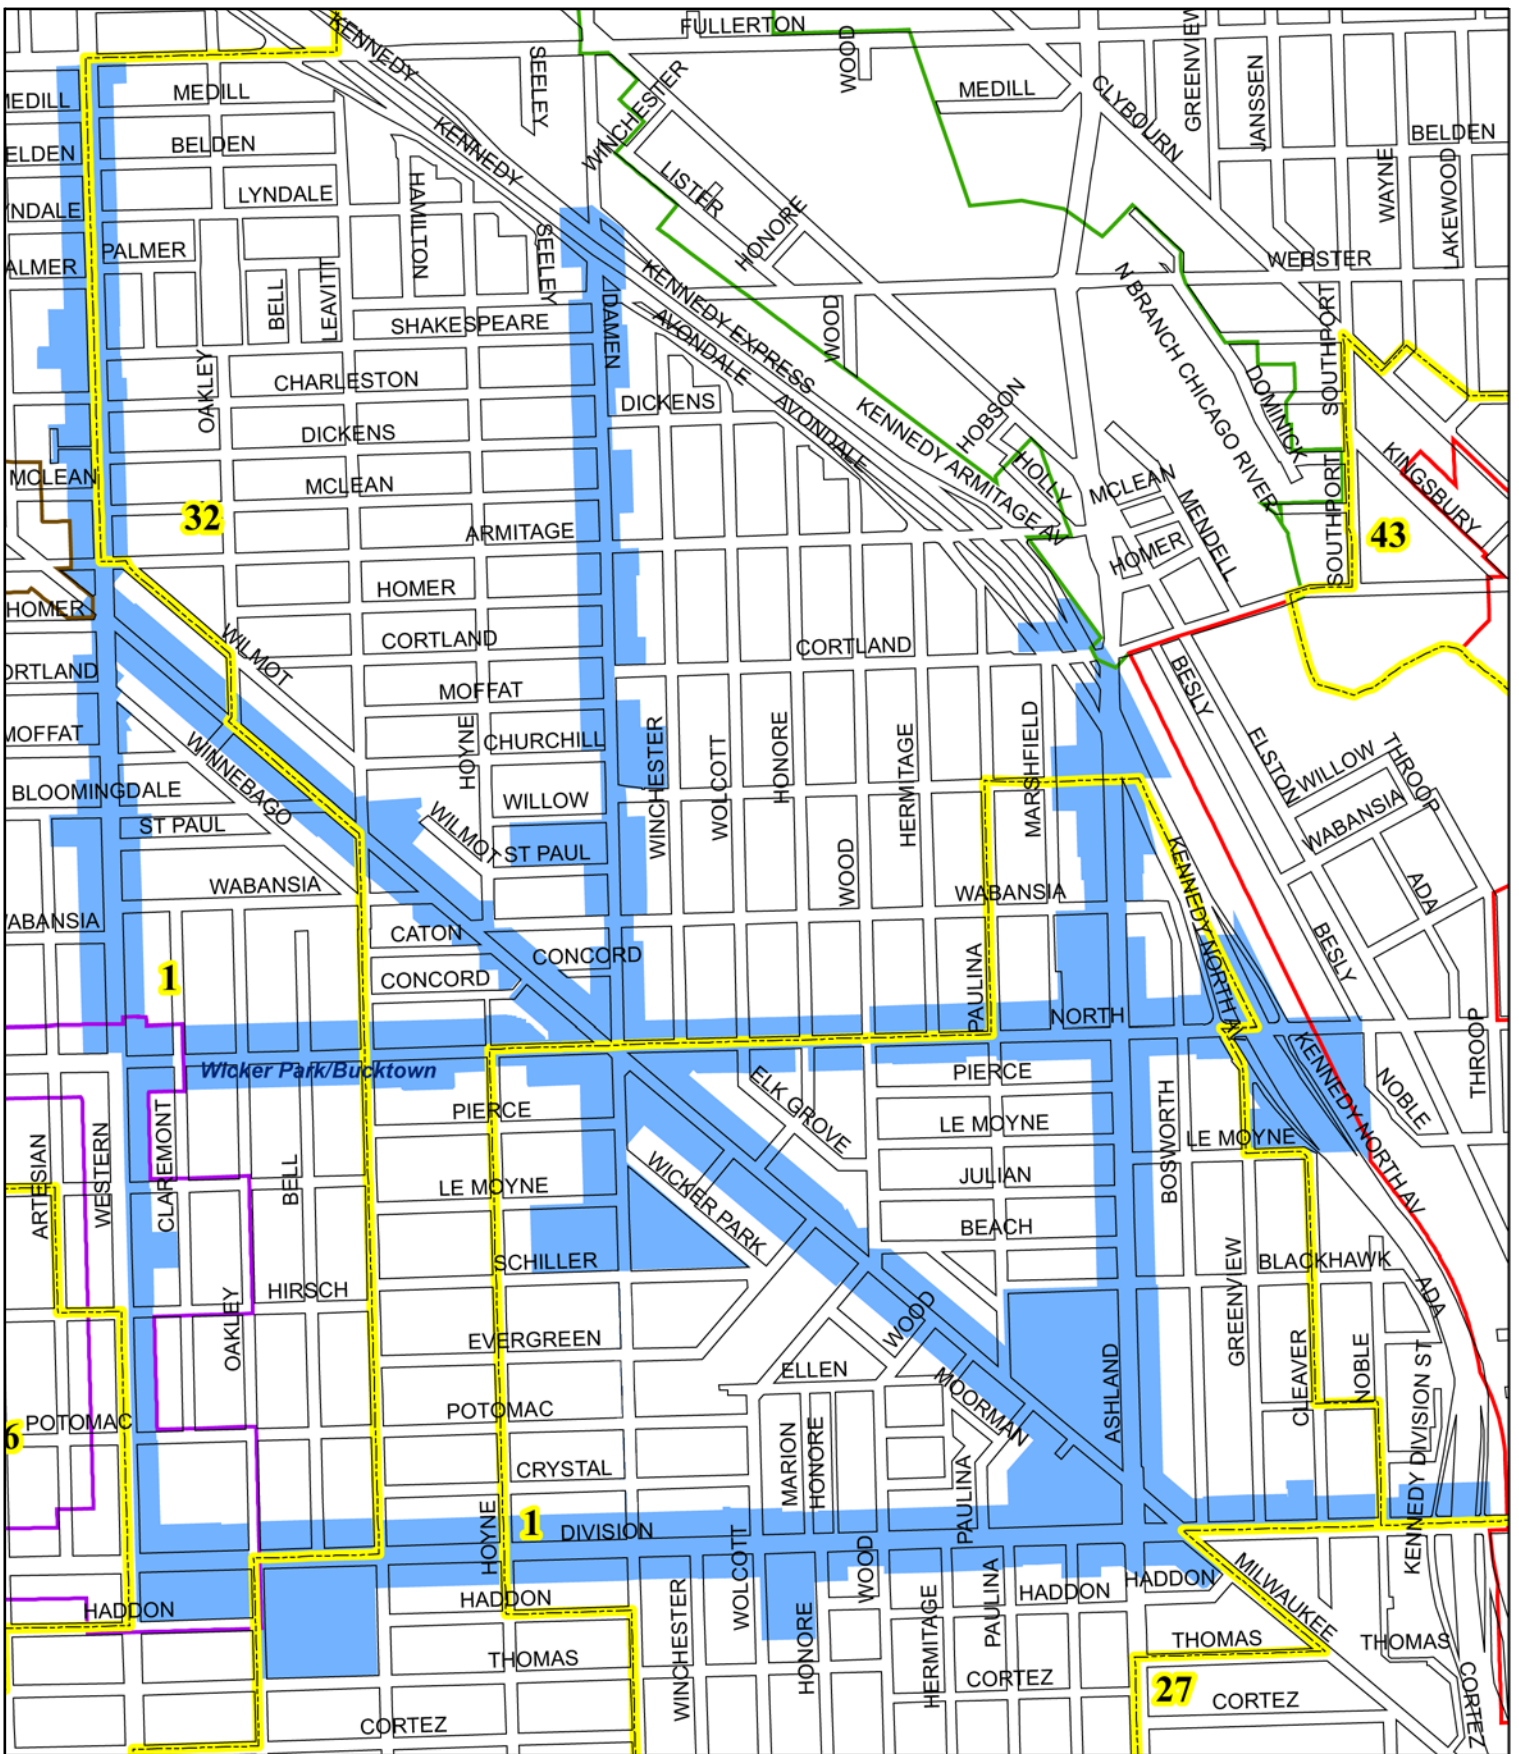 FULLERTON
KENNEDY
SEELEY
WOOD
GREENVIEW
MEDILL
MEDILL
MEDILL
CLYBOURN
JANSSEN
WINCHESTER
BELDEN
ELDEN
BELDEN
KENNEDY
LISTER
HONORE
WAYNE
LAKEWOOD
NDALE
LYNDALE
HAMILTON
SEELEY
ALMER
PALMER
WEBSTER
BELL
LEAVITT
SHAKESPEARE
DAMEN
KENNEDY EXPRESS
AVONDALE
WOOD
N BRANCH CHICAGO RIVER
SOUTHPORT
OAKLEY
CHARLESTON
DICKENS
AVONDALE
HOBSON
DOMINICK
DICKENS
KENNEDY ARMITAGE AV
HOLLY
KINGSBURY
MCLEAN
MCLEAN
MCLEAN
MENDELL
SOUTHPORT
32
ARMITAGE
HOMER
43
HOMER
HOMER
CORTLAND
CORTLAND
ORTLAND
WILMOT
MOFFAT
BESLY
MOFFAT
WINNEBAGO
HOYNE
CHURCHILL
WINCHESTER
WOLCOTT
HONORE
HERMITAGE
MARSHFIELD
ELSTON
WILLOW
THROOP
BLOOMINGDALE
WILLOW
WABANSIA
ST PAUL
WILMOT
ST PAUL
WOOD
KENNEDY NORTH AV
WABANSIA
WABANSIA
ADA
ABANSIA
CATON
CONCORD
CONCORD
PAULINA
BESLY
1
NORTH
THROOP
Wicker Park/Bucktown
PIERCE
KENNEDY NORTH AV
NOBLE
PIERCE
ELK GROVE
LE MOYNE
LE MOYNE
ARTESIAN
WESTERN
CLAREMONT
BELL
LE MOYNE
WICKER PARK
JULIAN
BOSWORTH
BEACH
SCHILLER
BLACKHAWK
HIRSCH
OAKLEY
EVERGREEN
WOOD
GREENVIEW
ADA
ELLEN
MOORMAN
ASHLAND
CLEAVER
NOBLE
KENNEDY DIVISION ST
6
POTOMAC
POTOMAC
MARION
HONORE
CRYSTAL
PAULINA
HOYNE
1
DIVISION
WOLCOTT
WOOD
HADDON
HADDON
WINCHESTER
HONORE
HERMITAGE
PAULINA
HADDON
HADDON
MILWAUKEE
THOMAS
THOMAS
THOMAS
CORTEZ
27
CORTEZ
CORTEZ
CORTEZ